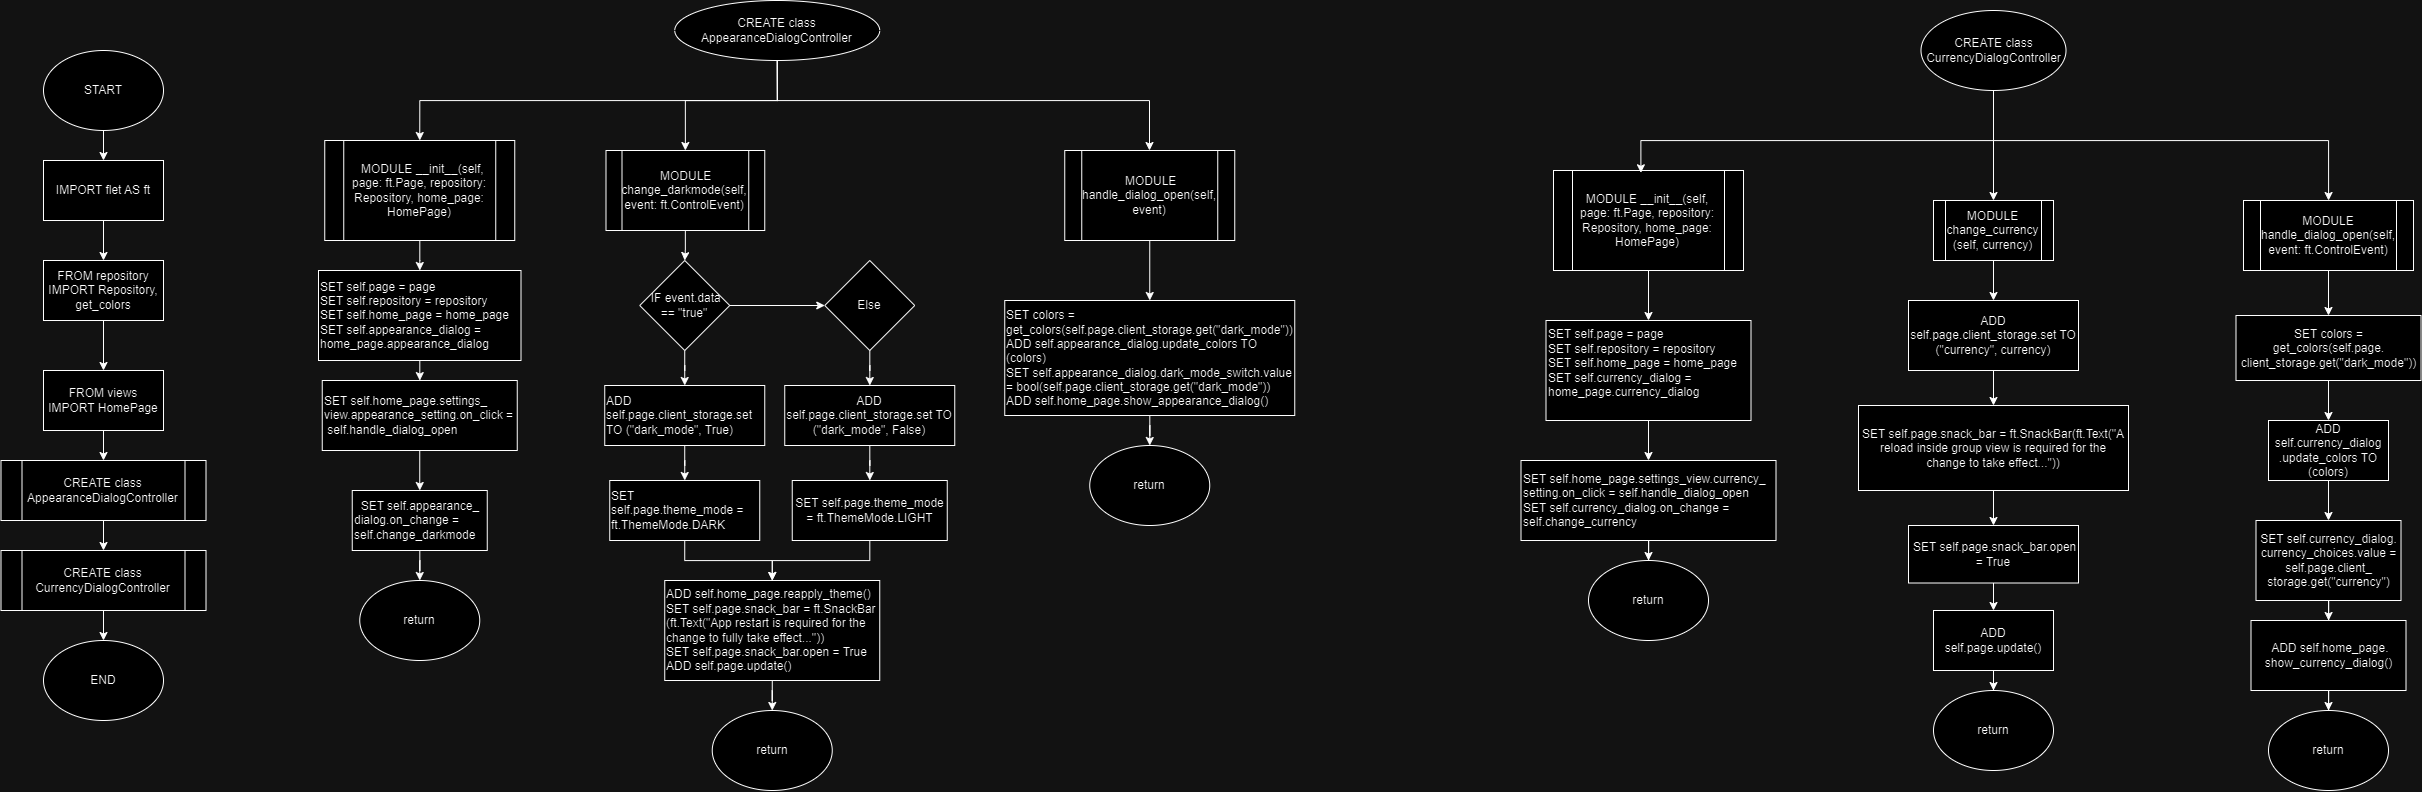 START
IMPORT flet AS ft
FROM repository
IMPORT Repository,
get_colors
FROM views
IMPORT HomePage
CREATE class
AppearanceDialogController
CREATE class
CurrencyDialogController
END
CREATE class
AppearanceDialogController
MODULE __init__(self,
page: ft.Page, repository:
Repository, home_page:
HomePage)
SET self.page = page
SET self.repository = repository
SET self.home_page = home_page
SET self.appearance_dialog =
home_page.appearance_dialog
SET self.home_page.settings_
view.appearance_setting.on_click =
self.handle_dialog_open
SET self.appearance_
dialog.on_change =
self.change_darkmode
return
MODULE
change_darkmode(self,
event: ft.ControlEvent)
IF event.data
== "true"
Else
ADD
self.page.client_storage.set
TO ("dark_mode", True)
ADD
self.page.client_storage.set TO
("dark_mode", False)
SET
self.page.theme_mode =
ft.ThemeMode.DARK
SET self.page.theme_mode
= ft.ThemeMode.LIGHT
ADD self.home_page.reapply_theme()
SET self.page.snack_bar = ft.SnackBar
(ft.Text("App restart is required for the
change to fully take effect..."))
SET self.page.snack_bar.open = True
ADD self.page.update()
return
MODULE
handle_dialog_open(self,
event)
SET colors =
get_colors(self.page.client_storage.get("dark_mode"))
ADD self.appearance_dialog.update_colors TO
(colors)
SET self.appearance_dialog.dark_mode_switch.value
= bool(self.page.client_storage.get("dark_mode"))
ADD self.home_page.show_appearance_dialog()
return
CREATE class
CurrencyDialogController
MODULE __init__(self,
page: ft.Page, repository:
Repository, home_page:
HomePage)
SET self.page = page
SET self.repository = repository
SET self.home_page = home_page
SET self.currency_dialog =
home_page.currency_dialog
SET self.home_page.settings_view.currency_
setting.on_click = self.handle_dialog_open
SET self.currency_dialog.on_change =
self.change_currency
return
MODULE
change_currency
(self, currency)
ADD
self.page.client_storage.set TO
("currency", currency)
SET self.page.snack_bar = ft.SnackBar(ft.Text("A
reload inside group view is required for the
change to take effect..."))
SET self.page.snack_bar.open
= True
ADD
self.page.update()
return
MODULE
handle_dialog_open(self,
event: ft.ControlEvent)
SET colors =
get_colors(self.page.
client_storage.get("dark_mode"))
ADD
self.currency_dialog
.update_colors TO
(colors)
SET self.currency_dialog.
currency_choices.value =
self.page.client_
storage.get("currency")
ADD self.home_page.
show_currency_dialog()
return